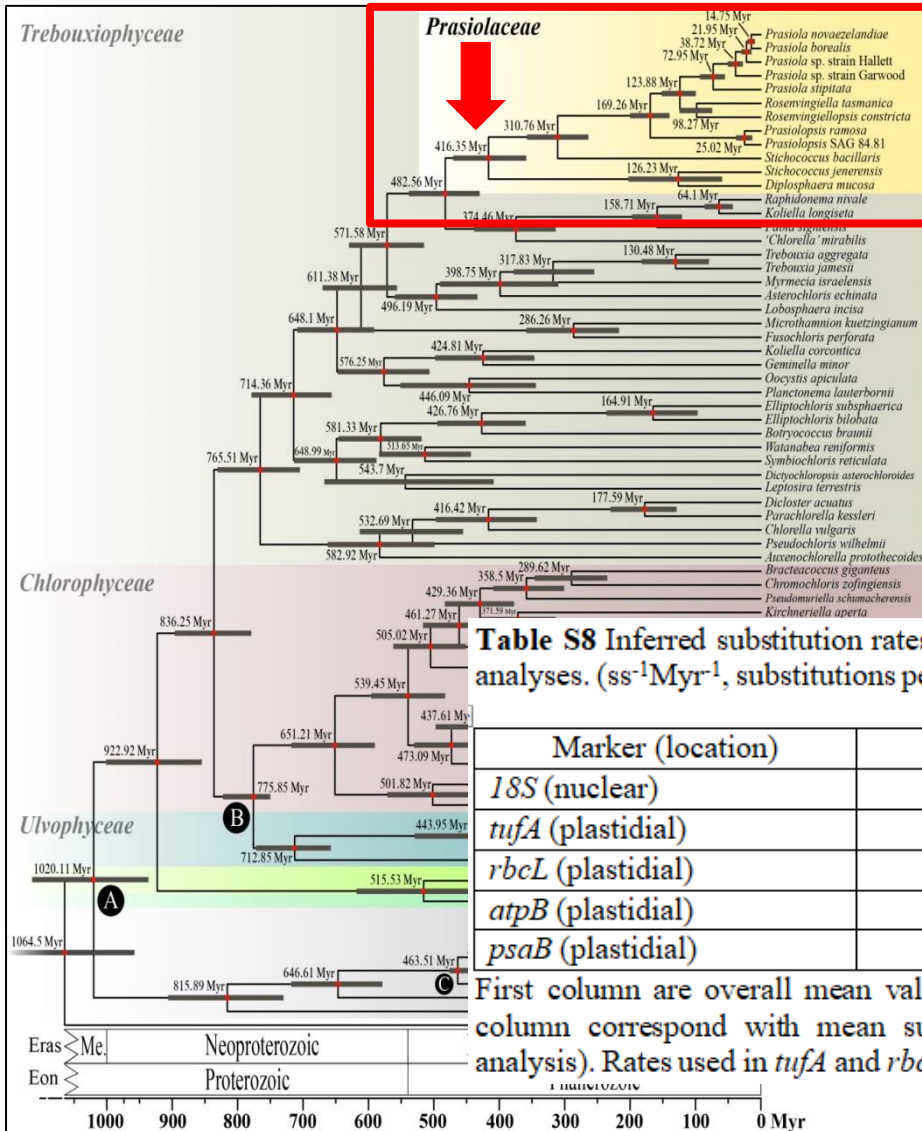 Trebouxiophyceae
Prasiolaceae
14.75 Myr
21.95 Myr
38.72 Myr
72.95 Myr
123.88 Myr
169.26 Myr
310.76 Myr
98.27 Myr
25.02 Myr
416.35 Myr
126.23 Myr
482.56 Myr
64.1 Myr
158.71 Myr
374.46 Myr
Prasiola novaezelandiae
Prasiola borealis
Prasiola sp. strain Hallett
Prasiola sp. strain Garwood
Prasiola stipitata
Rosenvingiella tasmanica
Rosenvingiellopsis constricta
Prasiolopsis ramosa
Prasiolopsis SAG 84.81
Stichococcus bacillaris
Stichococcus jenerensis
Diplosphaera mucosa
Raphidonema nivale
Koliella longiseta
Pabia signiensis
'Chlorella' mirabilis
571.58 Myr
130.48 Myr
317.83 Myr
398.75 Myr
611.38 Myr
496.19 Myr
Trebouxia aggregata
Trebouxia jamesii
Myrmecia israelensis
Asterochloris echinata
Lobosphaera incisa
648.1 Myr
286.26 Myr
424.81 Myr
576.25 Myr
446.09 Myr
Microthamnion kuetzingianum
Fusochloris perforata
Koliella corcontica
Geminella minor
Oocystis apiculata
Planctonema lauterbornii
714.36 Myr
164.91 Myr
426.76 Myr
581.33 Myr
513.65 Myr
648.99 Myr
543.7 Myr
Elliptochloris subsphaerica
Elliptochloris bilobata
Botryococcus braunii
Watanabea reniformis
Symbiochloris reticulata
Dictyochloropsis asterochloroides
Leptosira terrestris
765.51 Myr
177.59 Myr
416.42 Myr
532.69 Myr
582.92 Myr
Dicloster acuatus
Parachlorella kessleri
Chlorella vulgaris
Pseudochloris wilhelmii
Auxenochlorella protothecoides
Chlorophyceae
289.62 Myr
358.5 Myr
429.36 Myr
371.59 Myr
461.27 Myr
505.02 Myr
539.45 Myr
Bracteacoccus giganteus
Chromochloris zofingiensis
Pseudomuriella schumacherensis
Kirchneriella aperta
836.25 Myr
437.61
651.21 Myr
473.09
922.92 Myr
501.82 Myr
775.85 Myr
B
Ulvophyceae
443.95 Myr
712.85 Myr
1020.11 Myr
A
515.53 Myr
1064.5 Myr
463.51 Myr
646.61 Myr
C
815.89 Myr
Table S8 Inferred substitution rates
analyses. (ss-1Myr-1, substitutions pe
Marker (location)
18S (nuclear)
tufA (plastidial)
rbcL (plastidial)
atpB (plastidial)
psaB (plastidial)
First column are overall mean val
column correspond with mean su
analysis). Rates used in tufA and rbc
Eras Me. Neoproterozoic
Eon Proterozoic Phanerozoic
1000 900 800 700 600 500 400 300 200 100 0 Myr